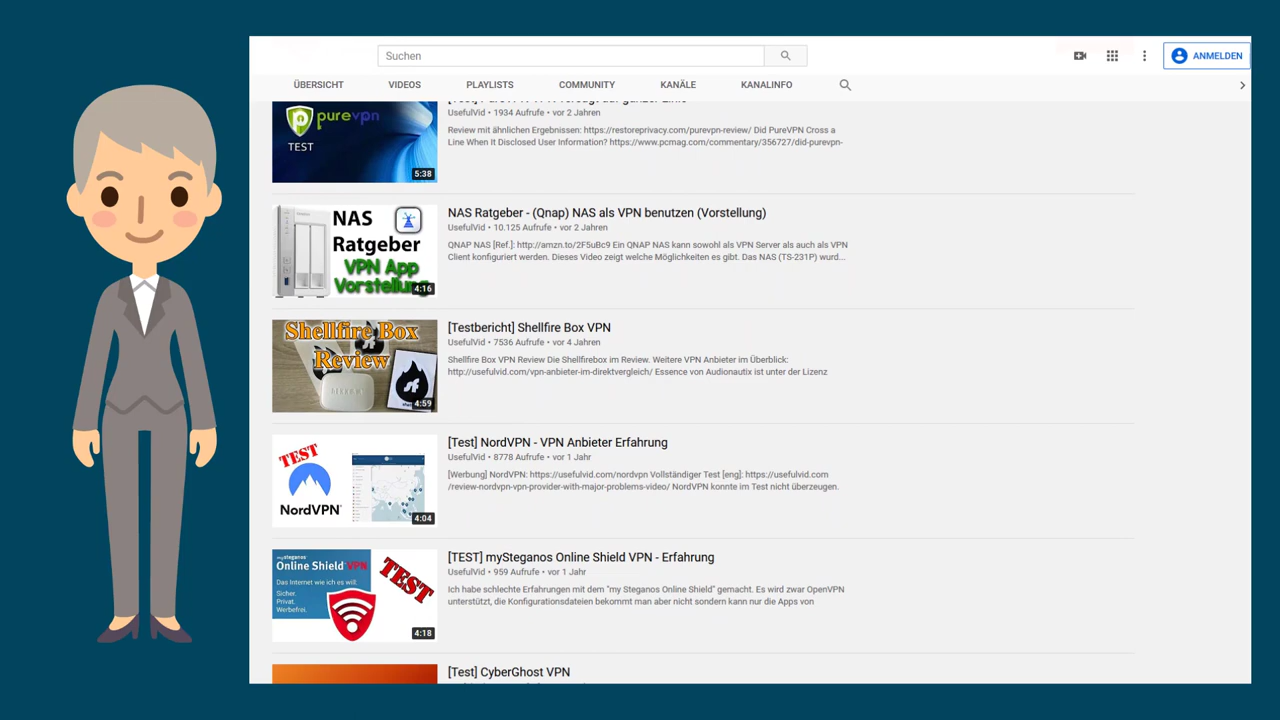 Suchen
ANMELDEN
ÜBERSICHT VIDEOS PLAYLISTS COMMUNITY KANÄLE KANALINFO
purevpn
TEST
5:38
UsefulVid • 1934 Aufrufe • vor 2 Jahren
Review mit ähnlichen Ergebnissen: https://restoreprivacy.com/purevpn-review/ Did PureVPN Cross a
Line When It Disclosed User Information? https://www.pcmag.com/commentary/356727/did-purevpn-
NAS
Ratgeber
VPN App
Vorstellung
4:16
NAS Ratgeber - (Qnap) NAS als VPN benutzen (Vorstellung)
UsefulVid • 10.125 Aufrufe • vor 2 Jahren
QNAP NAS [Ref.]: http://amzn.to/2F5uBc9 Ein QNAP NAS kann sowohl als VPN Server als auch als VPN
Client konfiguriert werden. Dieses Video zeigt welche Möglichkeiten es gibt. Das NAS (TS-231P) wurd...
Shellfire Box
Review
4:59
[Testbericht] Shellfire Box VPN
UsefulVid • 7536 Aufrufe • vor 4 Jahren
Shellfire Box VPN Review Die Shellfirebox im Review. Weitere VPN Anbieter im Überblick:
http://usefulvid.com/vpn-anbieter-im-direktvergleich/ Essence von Audionautix ist unter der Lizenz
TEST
NordVPN
4:04
[Test] NordVPN - VPN Anbieter Erfahrung
UsefulVid • 8778 Aufrufe • vor 1 Jahr
[Werbung] NordVPN: https://usefulvid.com/nordvpn Vollständiger Test [eng]: https://usefulvid.com
/review-nordvpn-vpn-provider-with-major-problems-video/ NordVPN konnte im Test nicht überzeugen.
mysteganos
Online Shield VPN
Das Internet wie ich es will:
Sicher.
Privat.
Werbefrei.
TEST
4:18
[TEST] mySteganos Online Shield VPN - Erfahrung
UsefulVid • 959 Aufrufe • vor 1 Jahr
Ich habe schlechte Erfahrungen mit dem "my Steganos Online Shield" gemacht. Es wird zwar OpenVPN
unterstützt, die Konfigurationsdateien bekommt man aber nicht sondern kann nur die Apps von
[Test] CyberGhost VPN